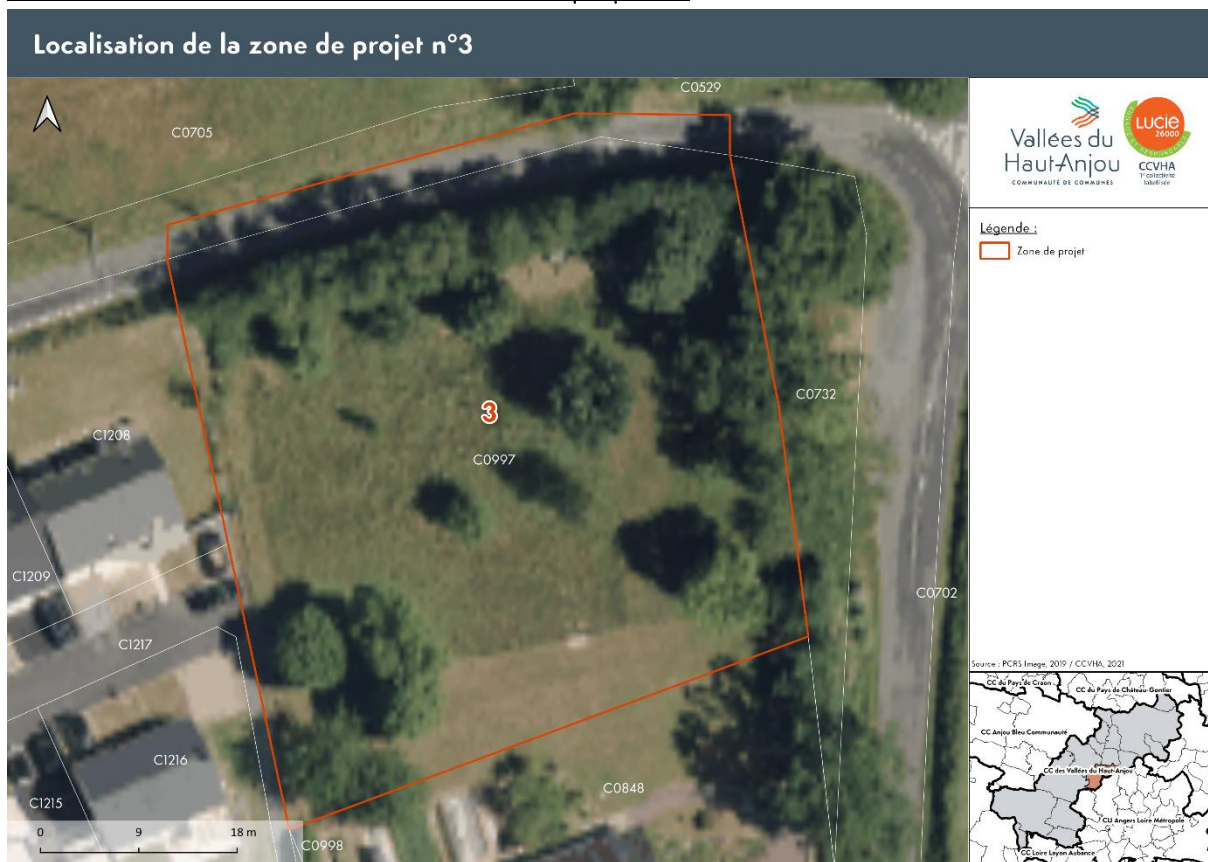 Localisation de la zone de projet n°3
C0529
C0705
C0732
3
C0997
C1208
C1209
C1217
C0702
C1216
C1215
C0848
C0998
0 9 18 m
Vallées du
Haut-Anjou
COMMUNAUTÉ DE COMMUNES
LUCIE
26000
CCVHA
1ère collectivité
labellisée
Légende :
Zone de projet
Source : PCRS Image, 2019 / CCVHA, 2021
CC du Pays de Craon
CC du Pays de Château-Gontier
CC Anjou Bleu Communauté
CC des Vallées du Haut-Anjou
CU Angers Loire Métropole
CC Loire Layon Aubance